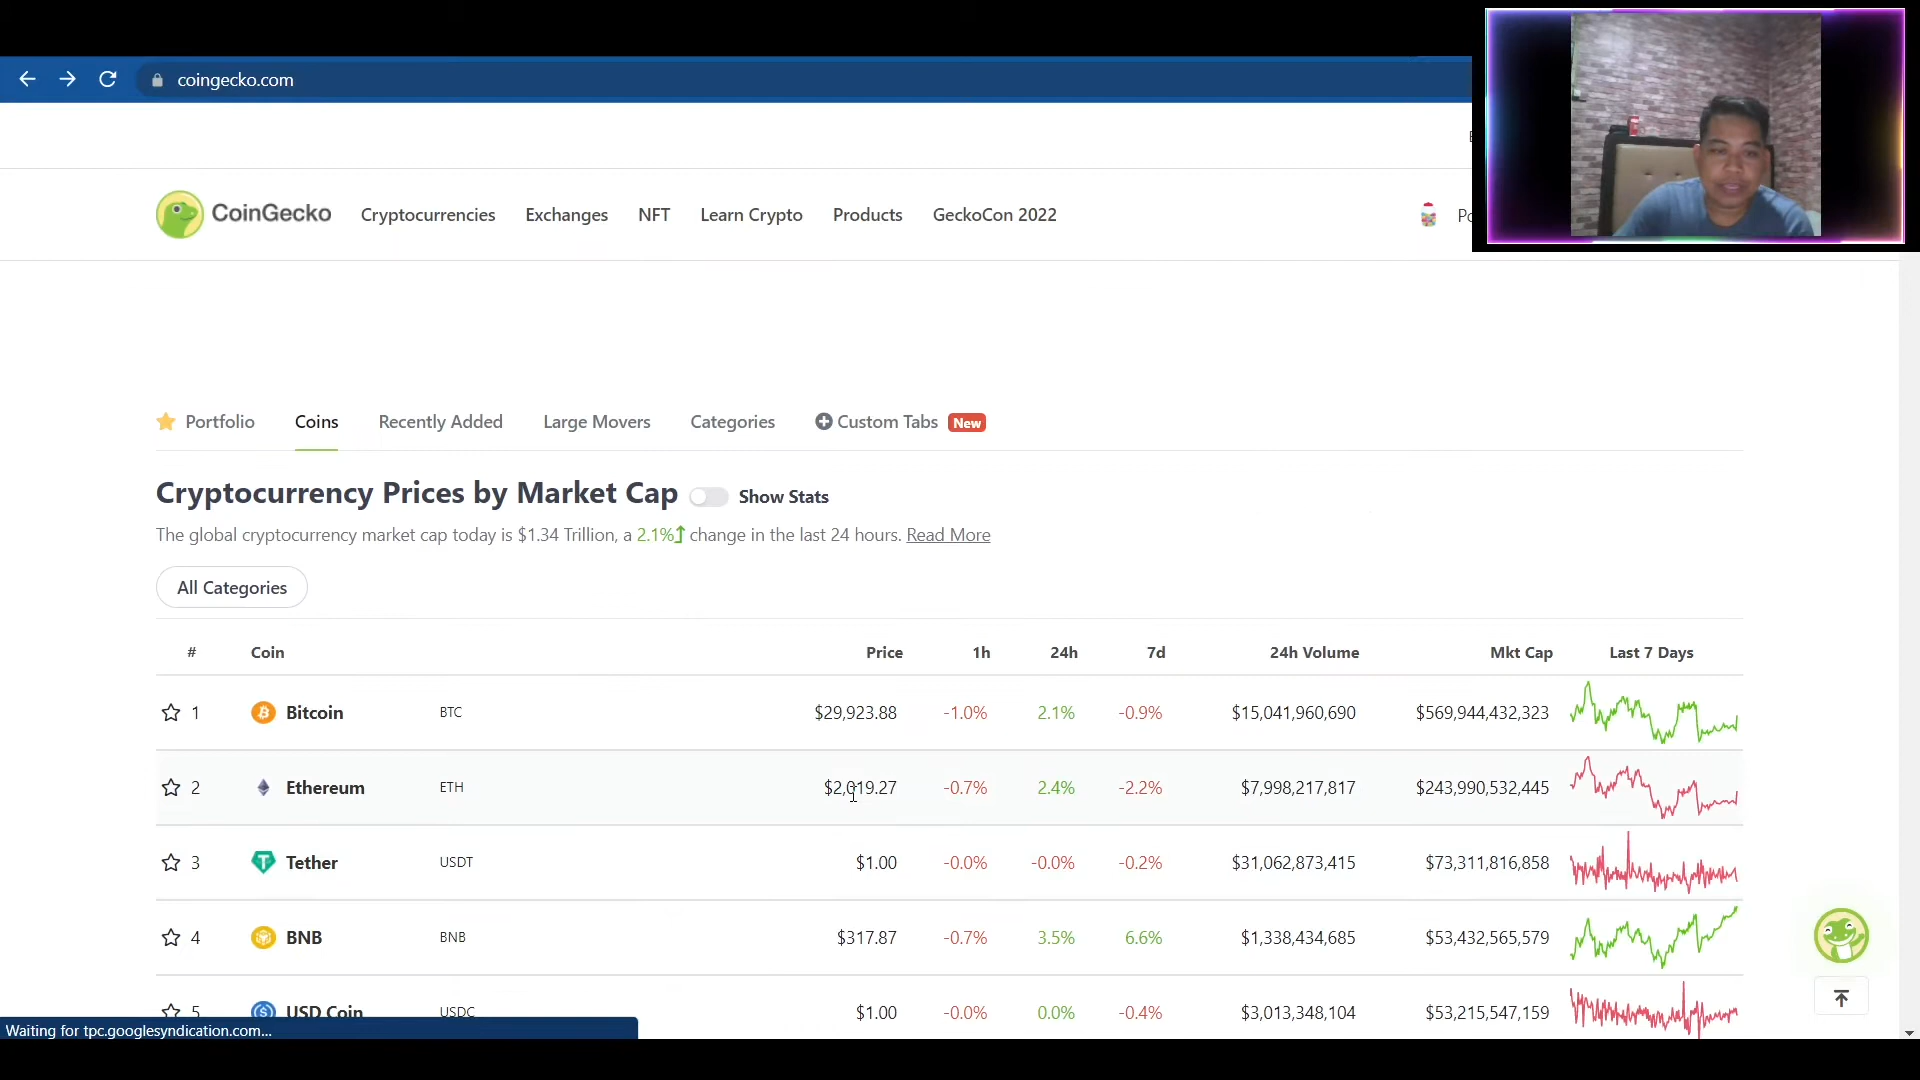 coingecko.com
CoinGecko Cryptocurrencies Exchanges NFT Learn Crypto Products GeckoCon 2022
Portfolio Coins Recently Added Large Movers Categories Custom Tabs New
Cryptocurrency Prices by Market Cap Show Stats
The global cryptocurrency market cap today is $1.34 Trillion, a 2.1% change in the last 24 hours. Read More
All Categories
# Coin Price 1h 24h 7d 24h Volume Mkt Cap Last 7 Days
1 Bitcoin BTC $29,923.88 -1.0% 2.1% -0.9% $15,041,960,690 $569,944,432,323
2 Ethereum ETH $2,019.27 -0.7% 2.4% -2.2% $7,998,217,817 $243,990,532,445
3 Tether USDT $1.00 -0.0% -0.0% -0.2% $31,062,873,415 $73,311,816,858
4 BNB BNB $317.87 -0.7% 3.5% 6.6% $1,338,434,685 $53,432,565,579
5 USD Coin USDC $1.00 -0.0% 0.0% -0.4% $3,013,348,104 $53,215,547,159
Waiting for tpc.googlesyndication.com...